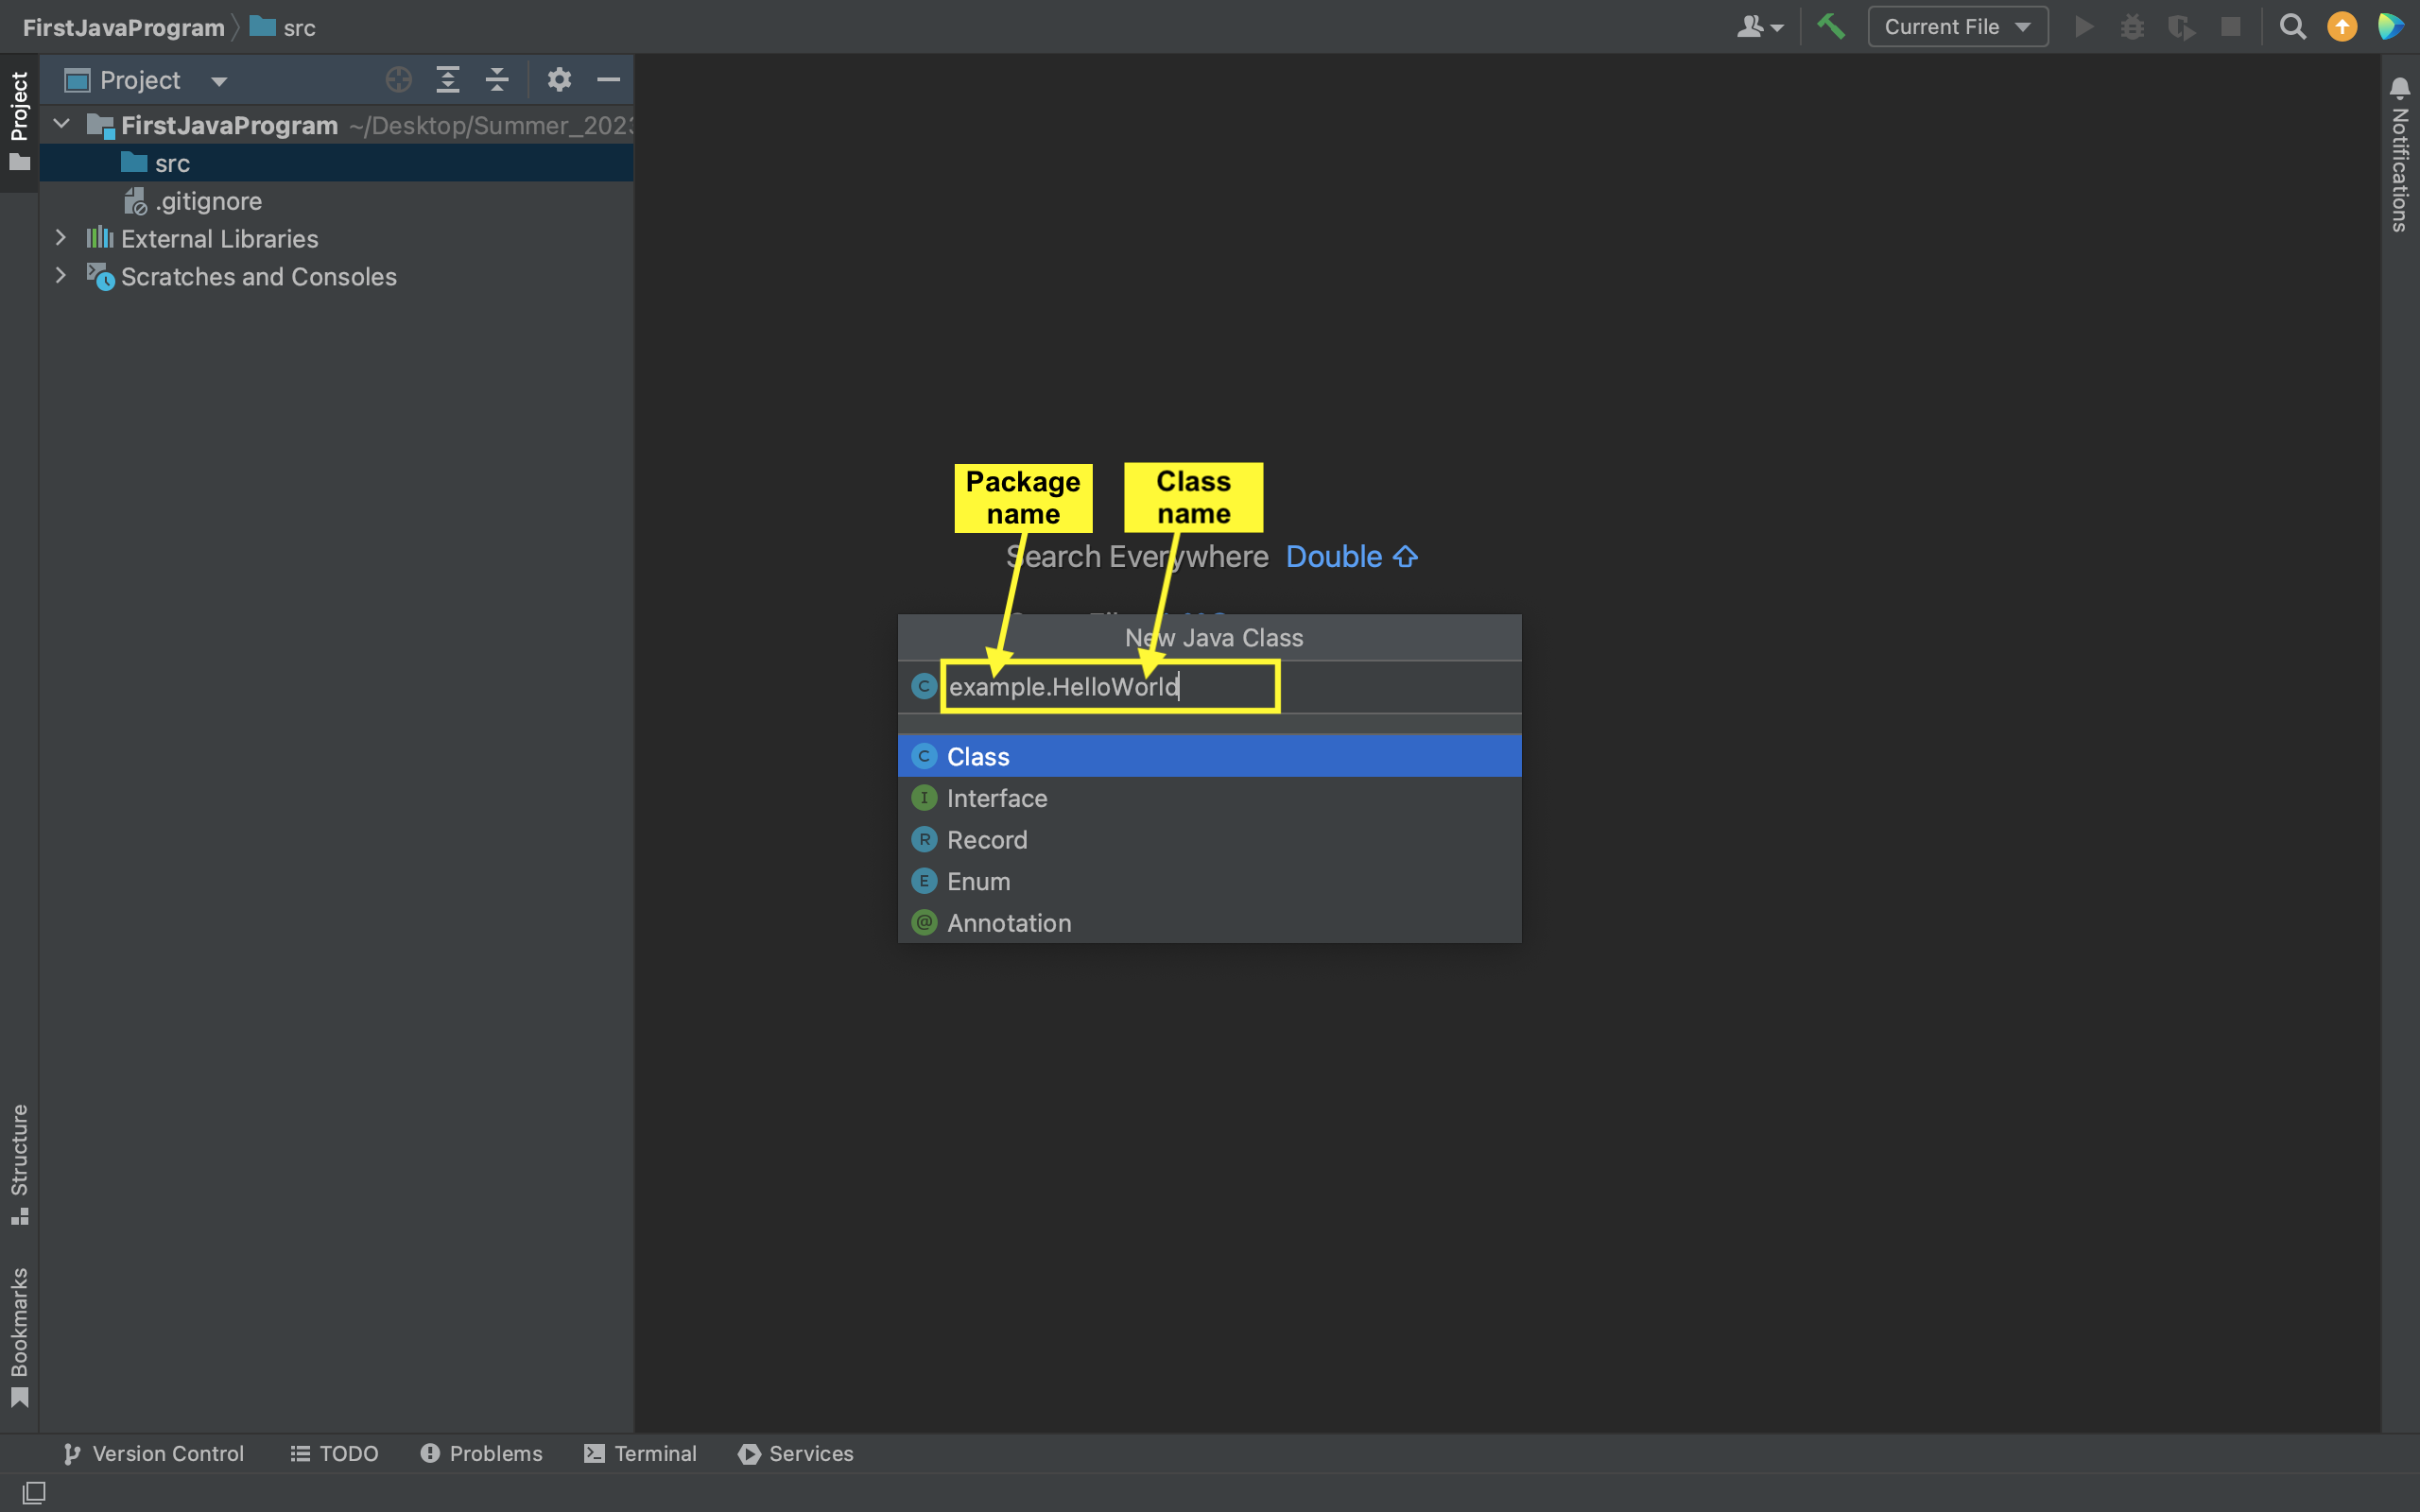 FirstJavaProgram src
Current File
Project
Project
FirstJavaProgram ~/Desktop/Summer_2023
src
.gitignore
External Libraries
Scratches and Consoles
Notifications
Package
name
Class
name
Search Everywhere Double ⇧
New Java Class
example.HelloWorld
C Class
I Interface
R Record
E Enum
@ Annotation
Structure
Bookmarks
Version Control TODO Problems Terminal Services